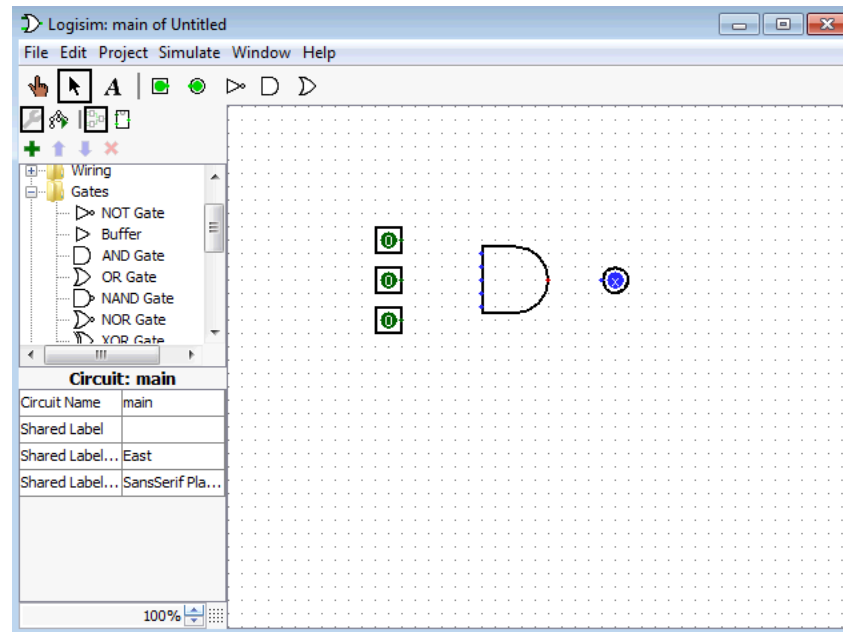 Logisim: main of Untitled
File Edit Project Simulate Window Help
A
Wiring
Gates
NOT Gate
Buffer
AND Gate
OR Gate
NAND Gate
NOR Gate
XOR Gate
Circuit: main
Circuit Name main
Shared Label
Shared Label... East
Shared Label... SansSerif Pla...
100%
0
0
x
0